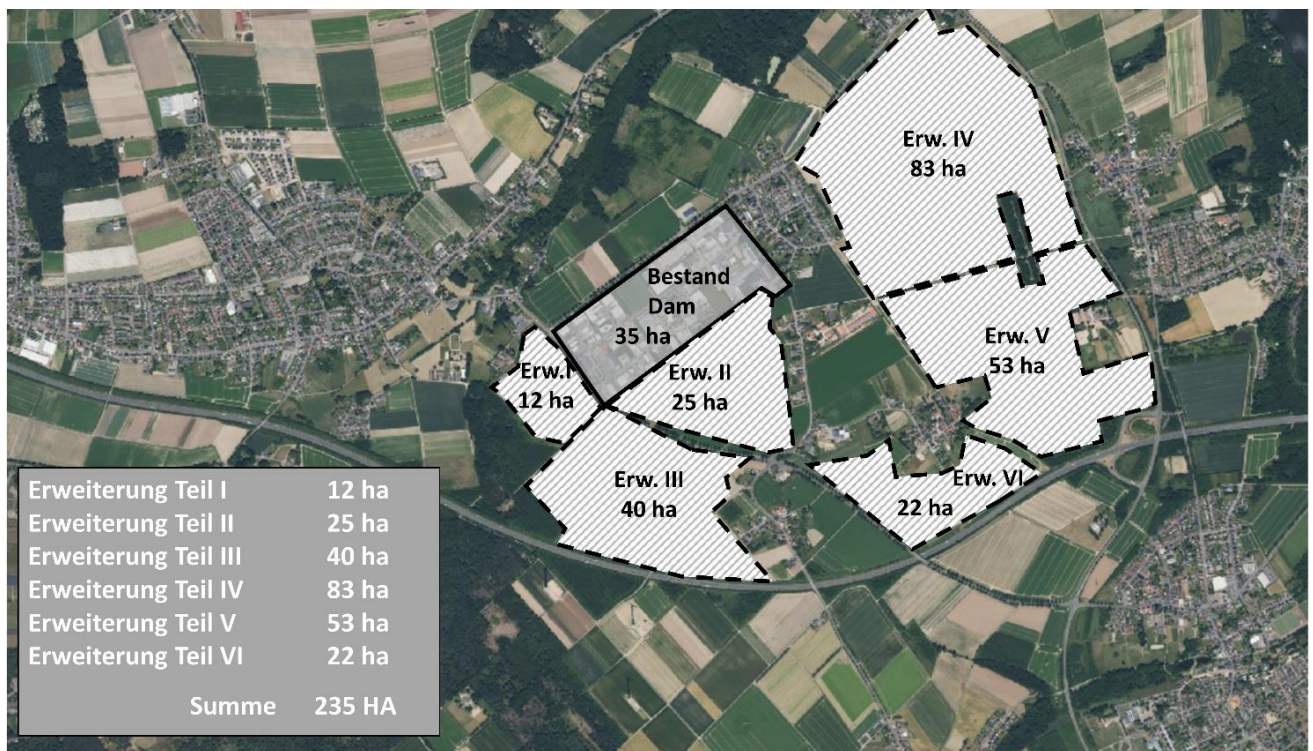 Erw. IV
83 ha
Bestand
Dam
35 ha
Erw. V
53 ha
Erw.I
12 ha
Erw. II
25 ha
Erw. III
40 ha
Erw. VI
22 ha
Erweiterung Teil I 12 ha
Erweiterung Teil II 25 ha
Erweiterung Teil III 40 ha
Erweiterung Teil IV 83 ha
Erweiterung Teil V 53 ha
Erweiterung Teil VI 22 ha
Summe 235 HA